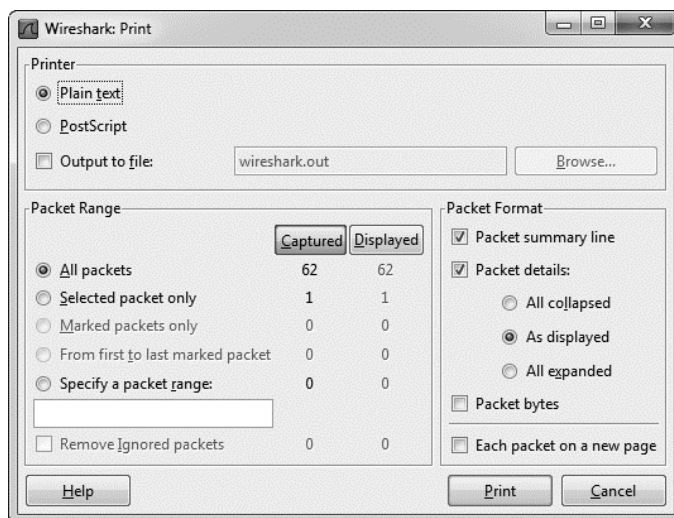 Wireshark: Print
Printer
Plain text
PostScript
Output to file: wireshark.out Browse...
Packet Range
Captured Displayed
All packets 62 62
Selected packet only 1 1
Marked packets only 0 0
From first to last marked packet 0 0
Specify a packet range: 0 0
Remove Ignored packets 0 0
Packet Format
Packet summary line
Packet details:
All collapsed
As displayed
All expanded
Packet bytes
Each packet on a new page
Help Print Cancel